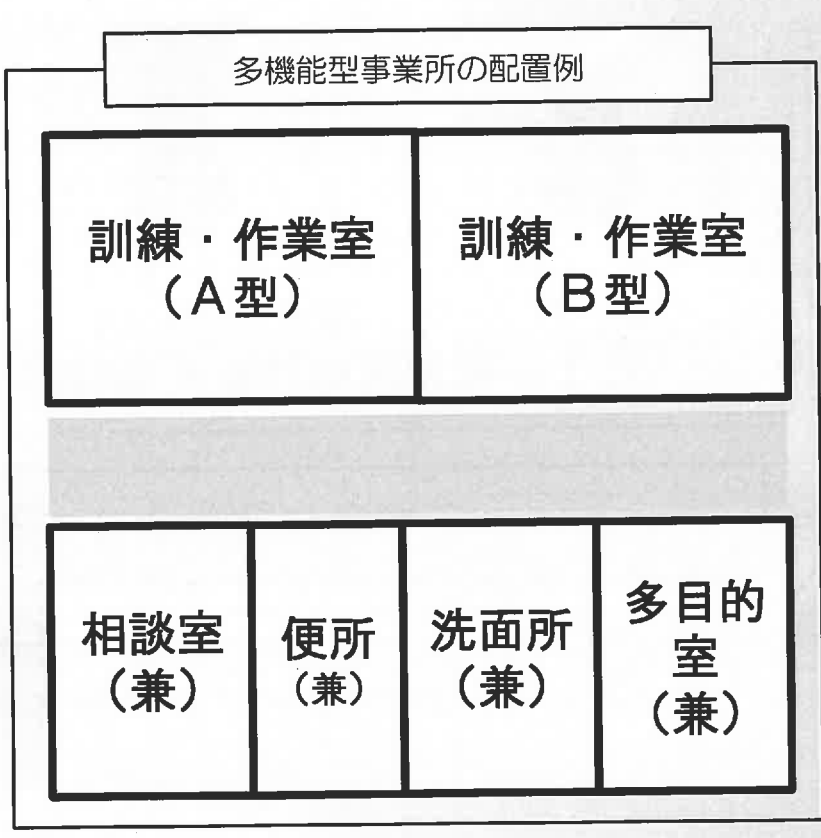 多機能型事業所の配置例
訓練・作業室
（A型）
訓練・作業室
（B型）
相談室
（兼）
便所
（兼）
洗面所
（兼）
多目的
室
（兼）